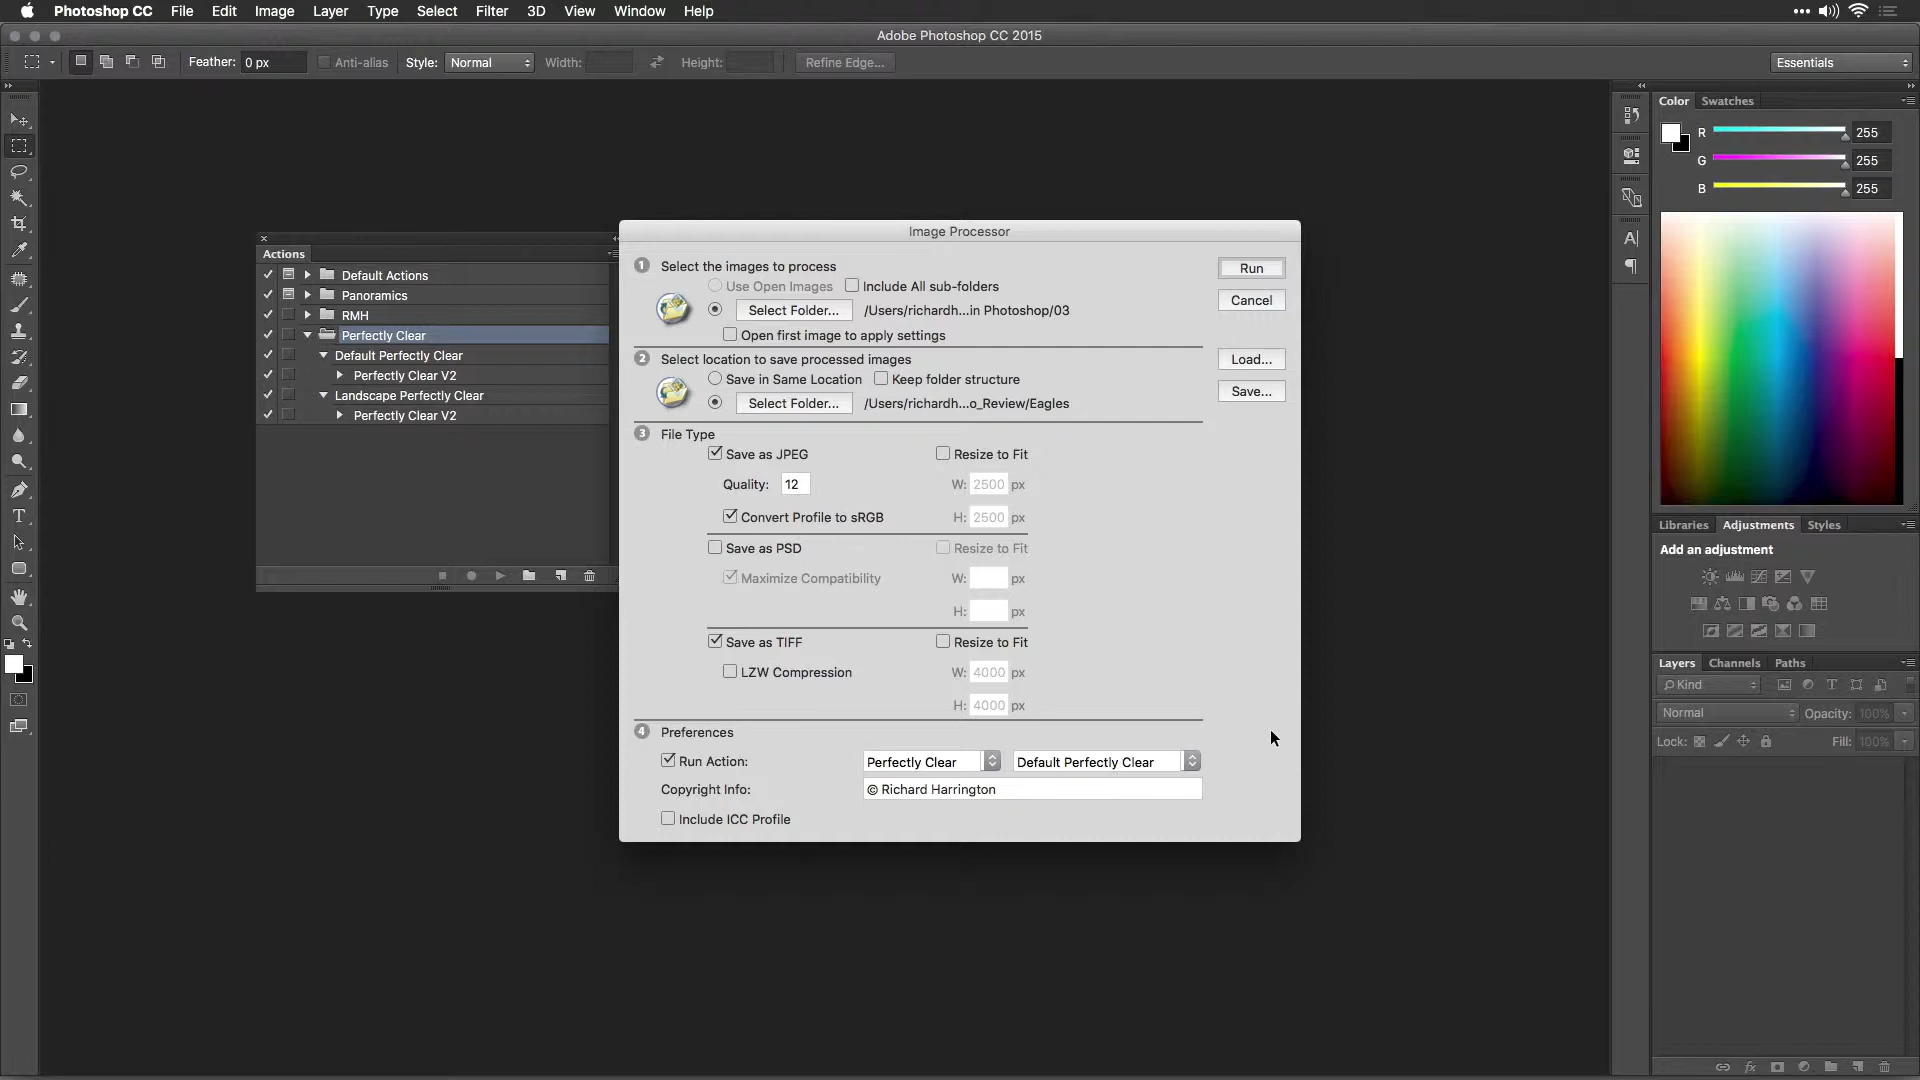 Photoshop CC File Edit Image Layer Type Select Filter 3D View Window Help
Adobe Photoshop CC 2015
Feather: 0 px Anti-alias Style: Normal Width: Height: Refine Edge... Essentials
Color Swatches
R 255
G 255
B 255
Actions
Default Actions
Panoramics
RMH
Perfectly Clear
Default Perfectly Clear
Perfectly Clear V2
Landscape Perfectly Clear
Perfectly Clear V2
Image Processor
1 Select the images to process
Use Open Images Include All sub-folders
Select Folder... /Users/richardh...in Photoshop/03
Open first image to apply settings
Run
Cancel
2 Select location to save processed images
Save in Same Location Keep folder structure
Select Folder... /Users/richardh...o_Review/Eagles
Load...
Save...
3 File Type
Save as JPEG Resize to Fit
Quality: 12 W: 2500 px
Convert Profile to sRGB H: 2500 px
Save as PSD Resize to Fit
Maximize Compatibility W: px
H: px
Save as TIFF Resize to Fit
LZW Compression W: 4000 px
H: 4000 px
4 Preferences
Run Action: Perfectly Clear Default Perfectly Clear
Copyright Info: © Richard Harrington
Include ICC Profile
Libraries Adjustments Styles
Add an adjustment
Layers Channels Paths
Kind
Normal Opacity: 100%
Lock: Fill: 100%